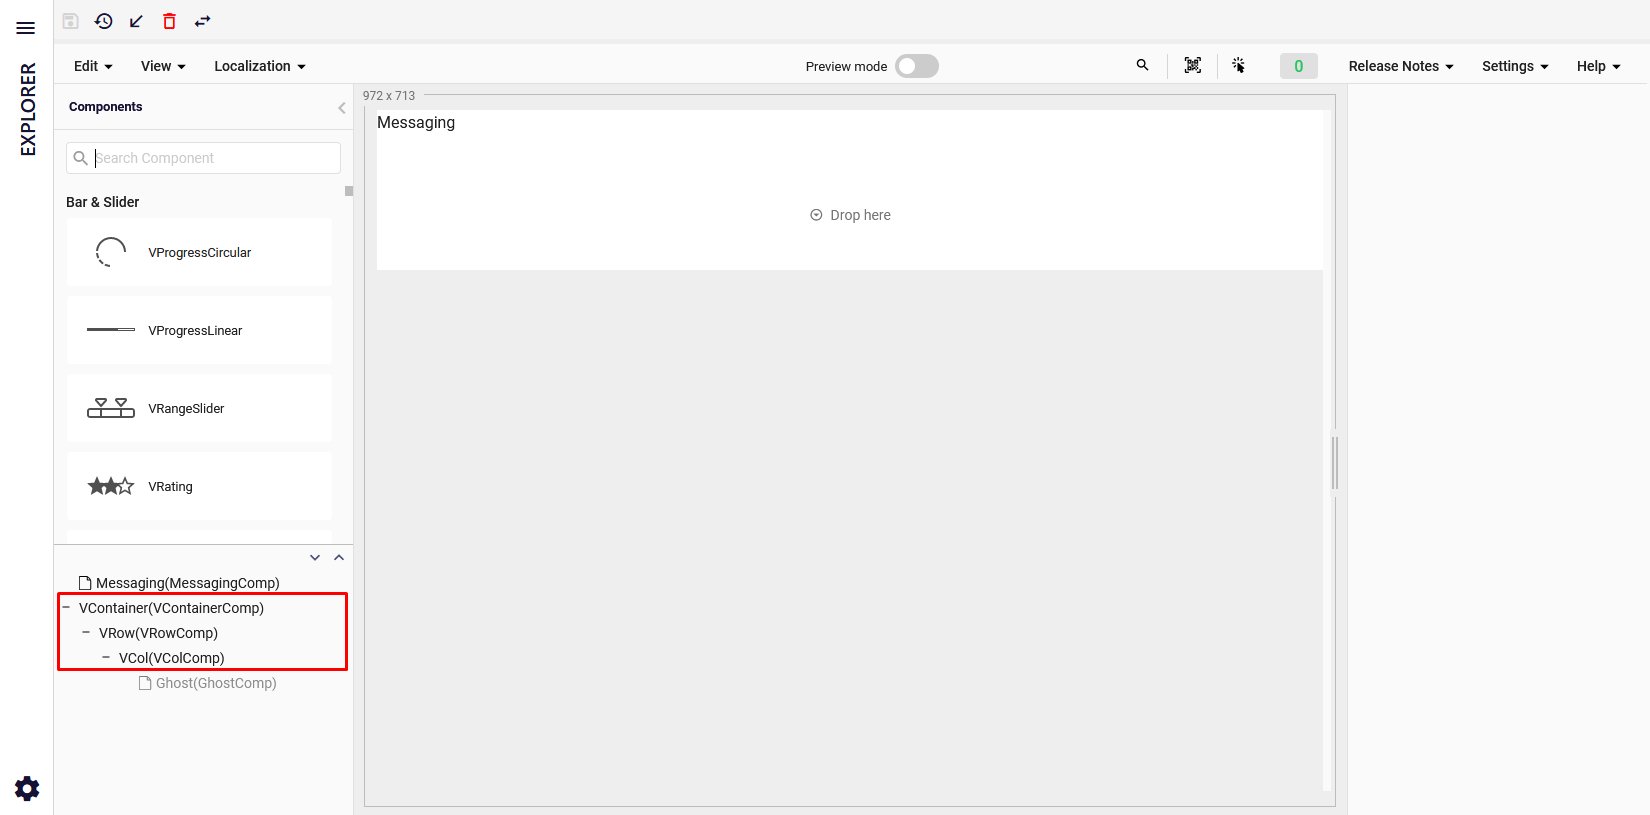 EXPLORER
Edit View Localization Preview mode 0 Release Notes Settings Help
Components
Search Component
Bar & Slider
VProgressCircular
VProgressLinear
VRangeSlider
VRating
Messaging(MessagingComp)
VContainer(VContainerComp)
VRow(VRowComp)
VCol(VColComp)
Ghost(GhostComp)
972 x 713
Messaging
Drop here